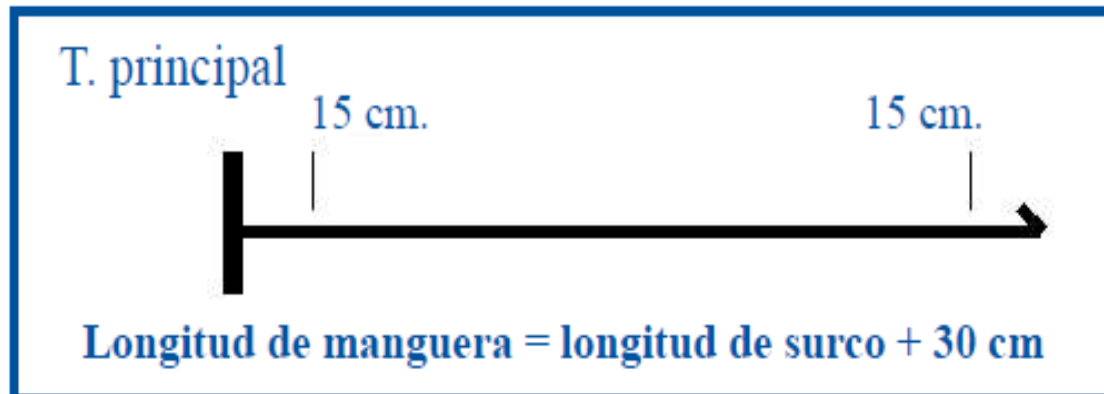 T. principal
15 cm. 15 cm.
Longitud de manguera = longitud de surco + 30 cm